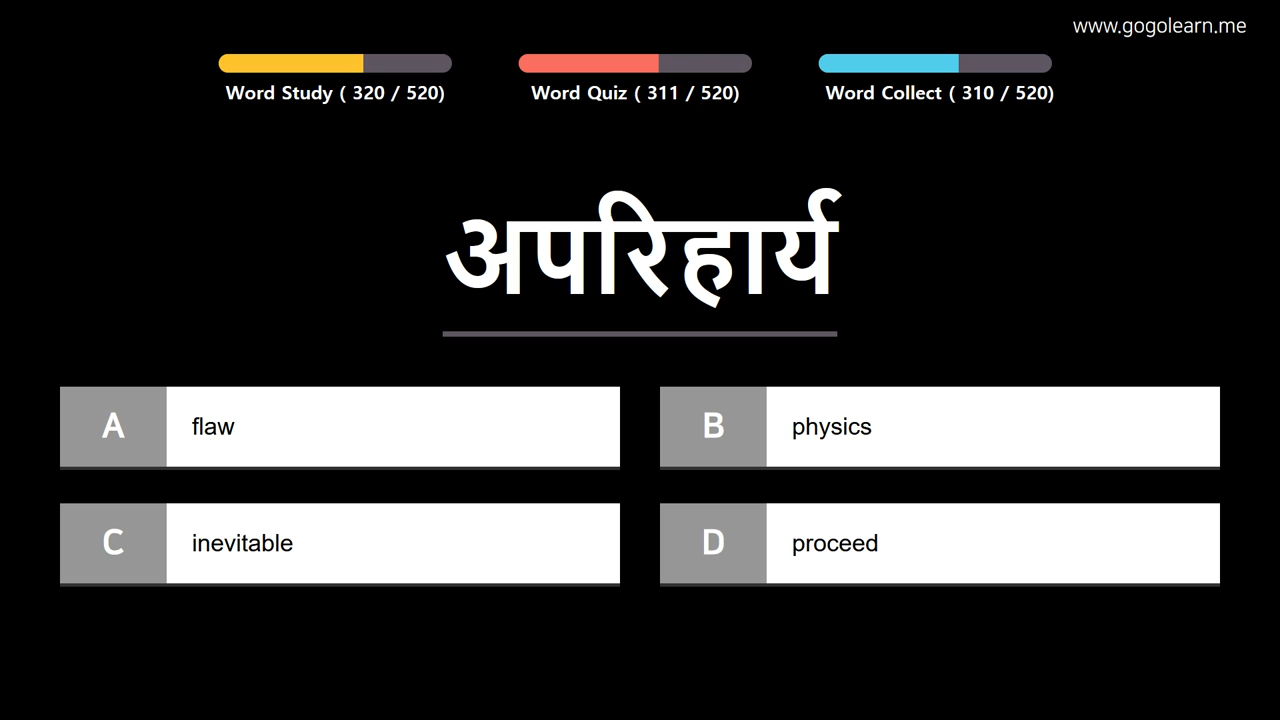 www.gogolearn.me
Word Study ( 320 / 520)
Word Quiz ( 311 / 520)
Word Collect ( 310 / 520)
अपरिहार्य
A flaw
B physics
C inevitable
D proceed